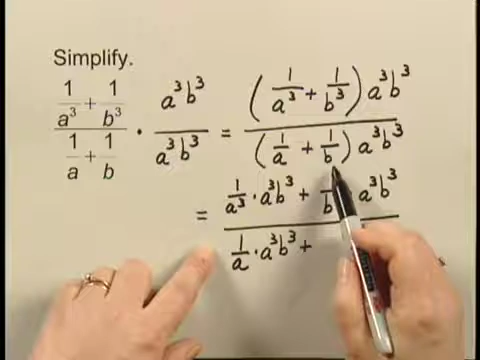 Simplify.
(1/a³ + 1/b³)/(1/a + 1/b) · a³b³/a³b³ = ((1/a³ + 1/b³) a³b³)/((1/a + 1/b) a³b³)
= (1/a³ · a³b³ + 1/b · a³b³)/(1/a · a³b³ +